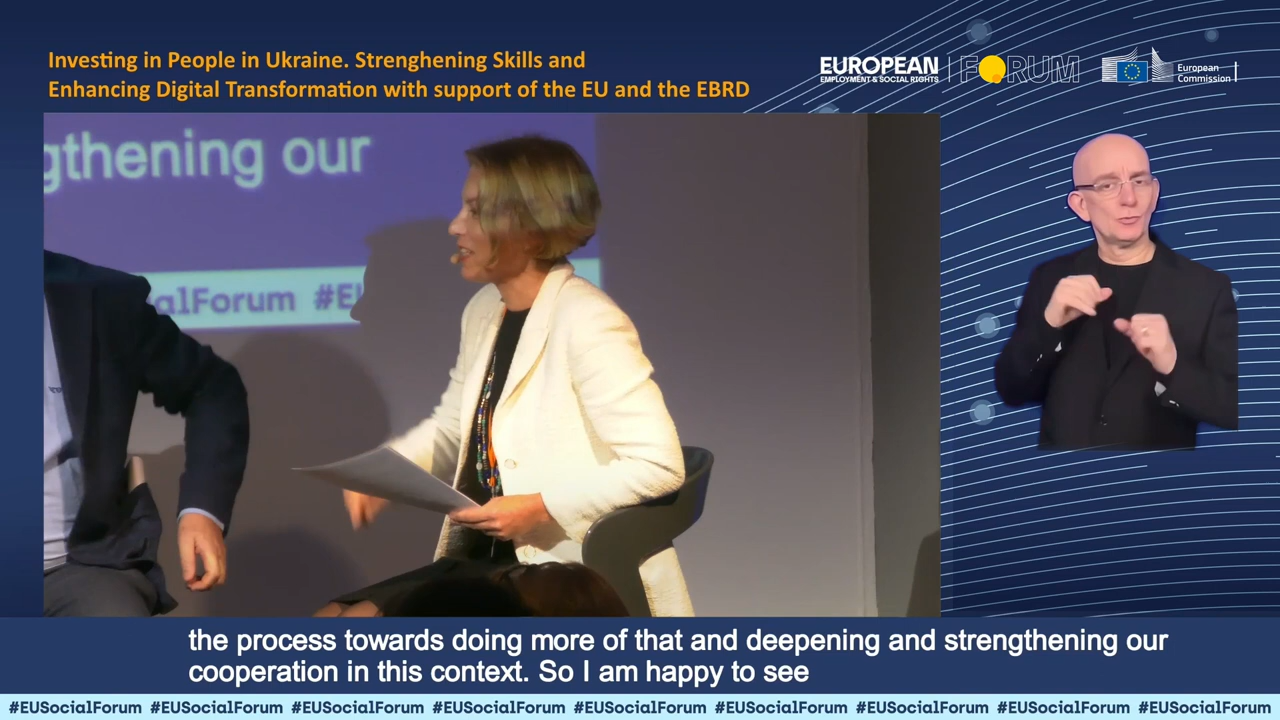 Investing in People in Ukraine. Strenghening Skills and
Enhancing Digital Transformation with support of the EU and the EBRD
EUROPEAN
EMPLOYMENT & SOCIAL RIGHTS
FORUM
European
Commission
gthening our
alForum #E
the process towards doing more of that and deepening and strengthening our
cooperation in this context. So I am happy to see
#EUSocialForum #EUSocialForum #EUSocialForum #EUSocialForum #EUSocialForum #EUSocialForum #EUSocialForum #EUSocialForum #EUSocialForum